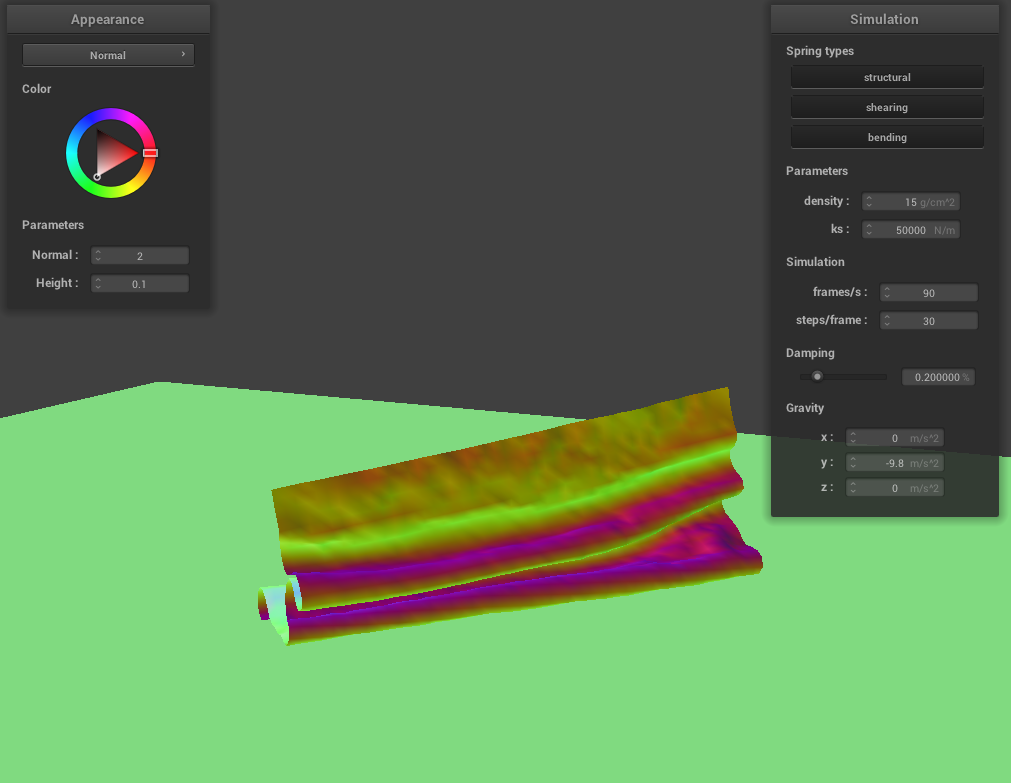 Appearance
Normal
Color
Parameters
Normal : 2
Height : 0.1
Simulation
Spring types
structural
shearing
bending
Parameters
density : 15 g/cm^2
ks : 50000 N/m
Simulation
frames/s : 90
steps/frame : 30
Damping
0.200000 %
Gravity
x : 0 m/s^2
y : -9.8 m/s^2
z : 0 m/s^2